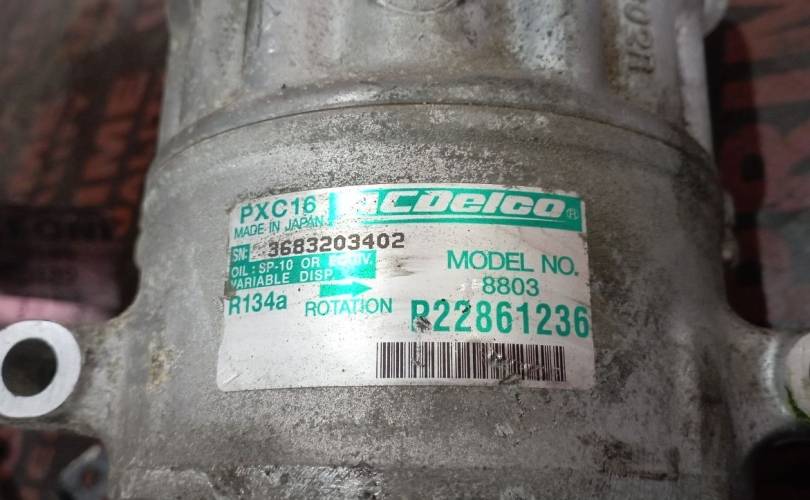 PXC16 ACDelco®
MADE IN JAPAN
SN: 3683203402
OIL : SP-10 OR EQUIV.
VARIABLE DISP
MODEL NO.
8803
R134a
ROTATION
P22861236